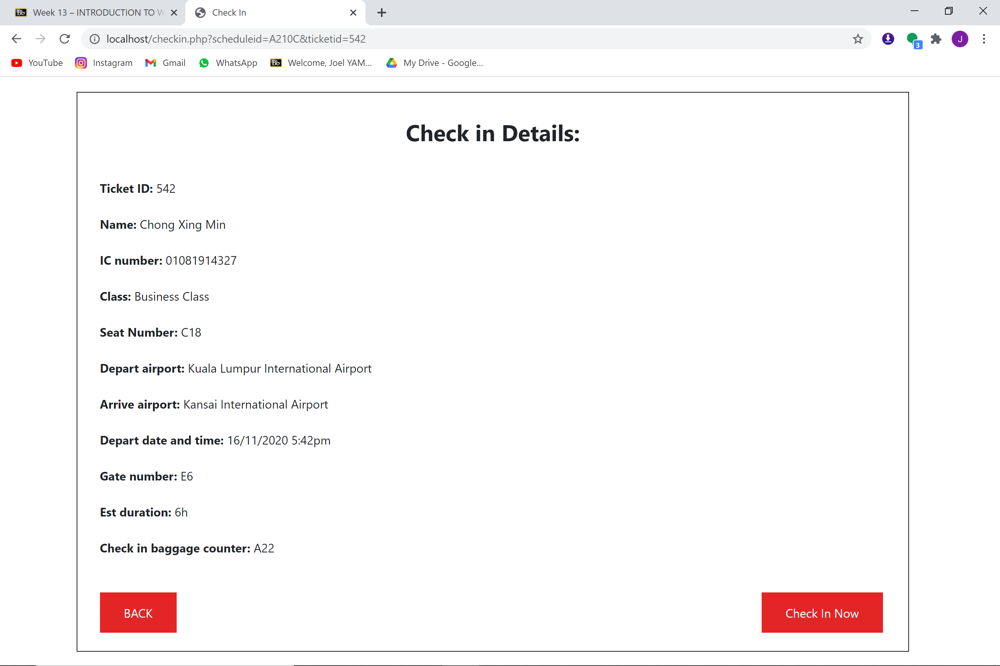 Bb Week 13 – INTRODUCTION TO W
Check In
localhost/checkin.php?scheduleid=A210C&ticketid=542
3
J
YouTube
Instagram
Gmail
WhatsApp
Bb Welcome, Joel YAM...
My Drive - Google...
Check in Details:
Ticket ID: 542
Name: Chong Xing Min
IC number: 01081914327
Class: Business Class
Seat Number: C18
Depart airport: Kuala Lumpur International Airport
Arrive airport: Kansai International Airport
Depart date and time: 16/11/2020 5:42pm
Gate number: E6
Est duration: 6h
Check in baggage counter: A22
BACK
Check In Now